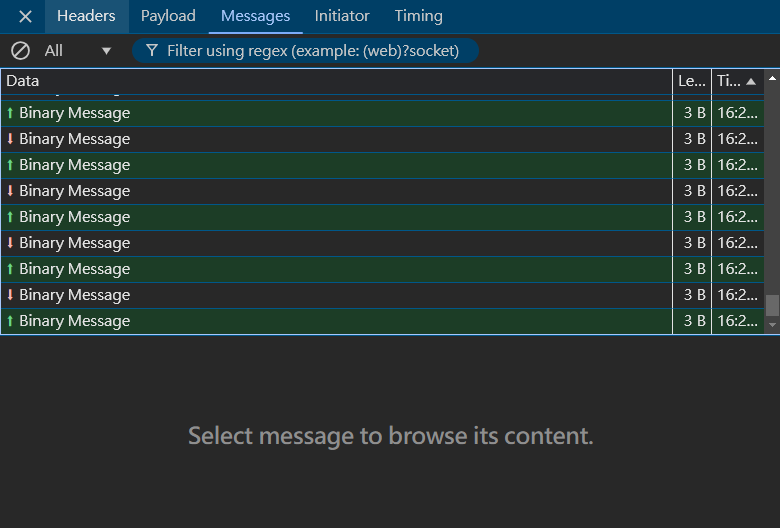 Headers Payload Messages Initiator Timing
All Filter using regex (example: (web)?socket)
Data Le... Ti...
Binary Message 3 B 16:2...
Binary Message 3 B 16:2...
Binary Message 3 B 16:2...
Binary Message 3 B 16:2...
Binary Message 3 B 16:2...
Binary Message 3 B 16:2...
Binary Message 3 B 16:2...
Binary Message 3 B 16:2...
Binary Message 3 B 16:2...
Select message to browse its content.